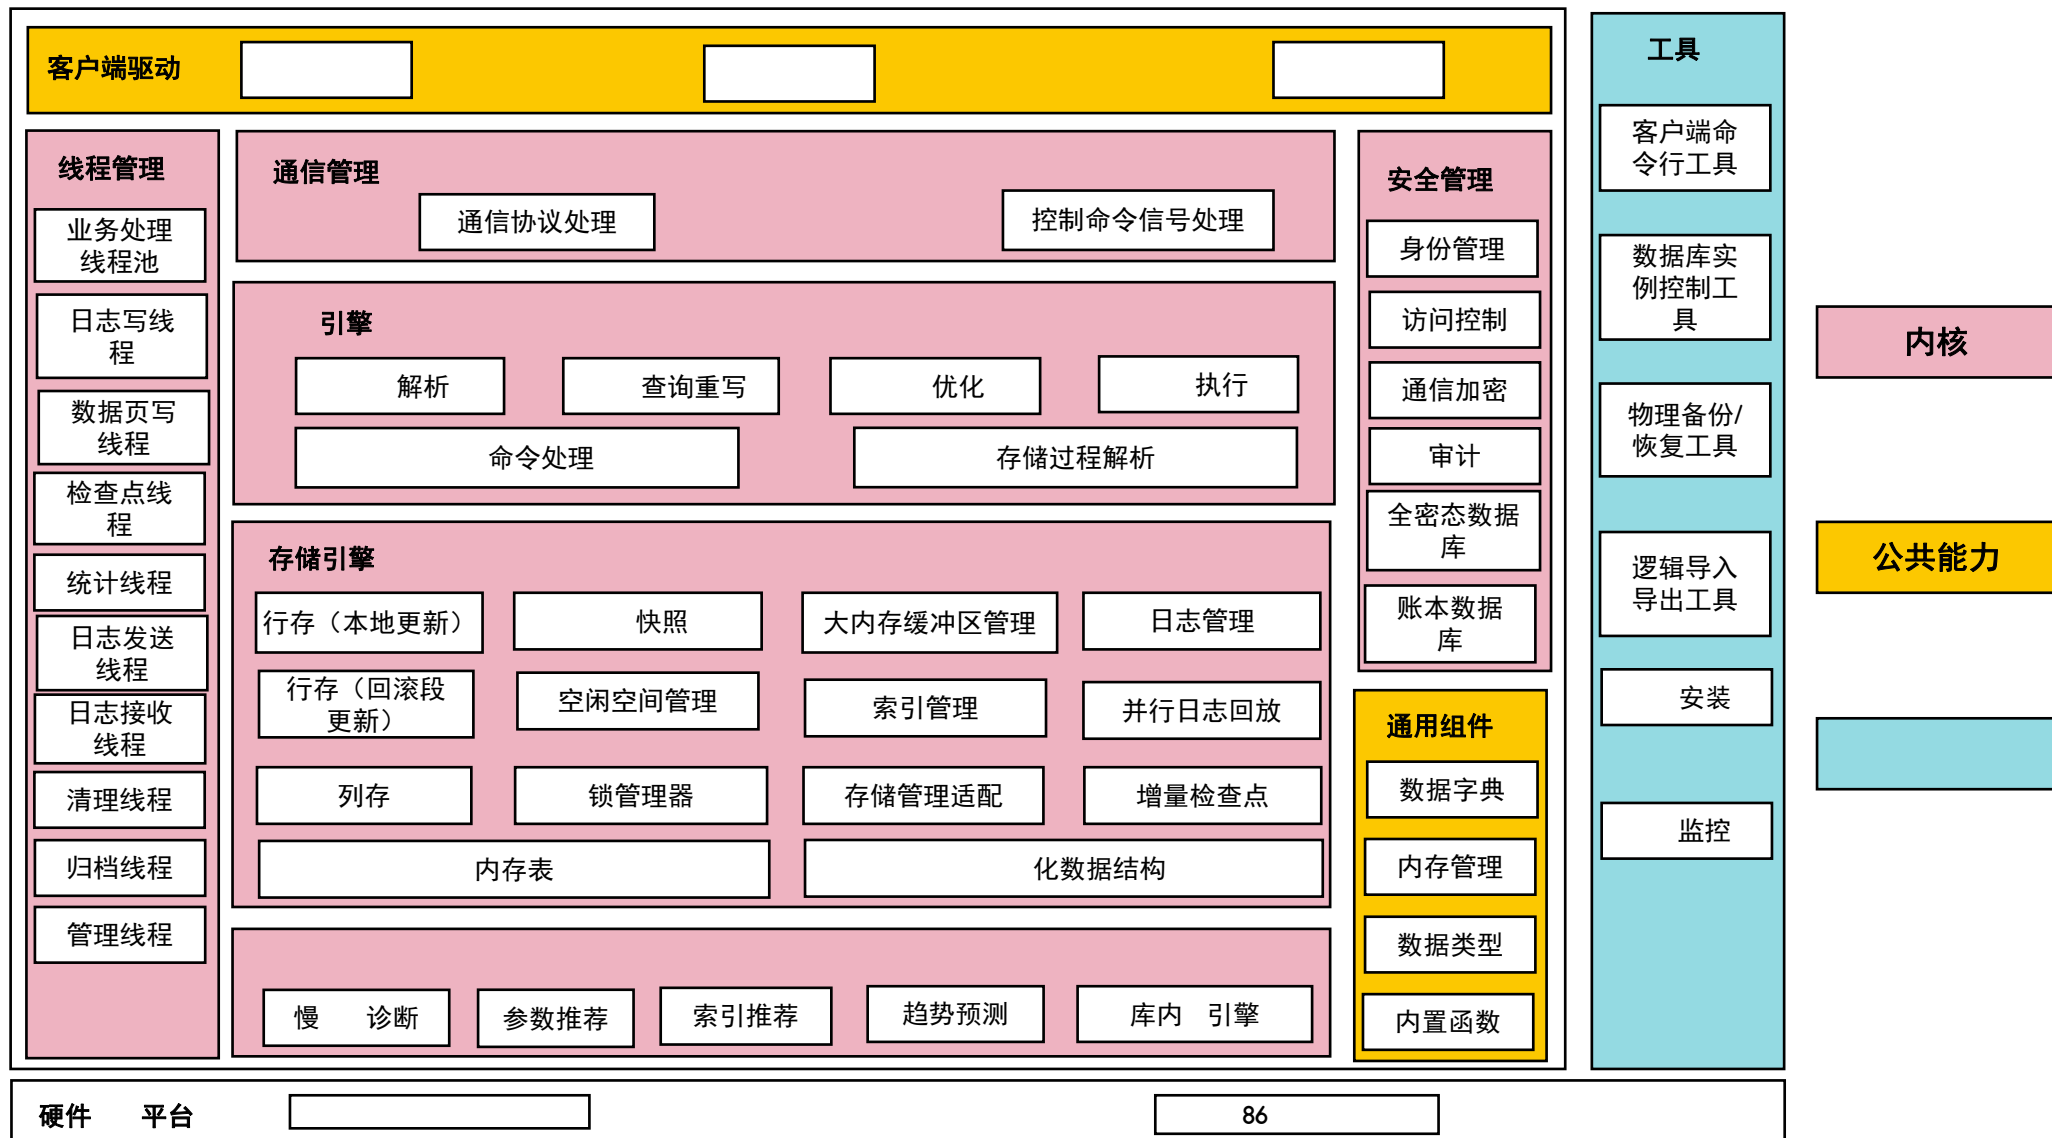 客户端驱动
线程管理
业务处理
线程池
日志写线
程
数据页写
线程
检查点线
程
统计线程
日志发送
线程
日志接收
线程
清理线程
归档线程
管理线程
通信管理
通信协议处理
控制命令信号处理
引擎
解析
查询重写
优化
执行
命令处理
存储过程解析
存储引擎
行存（本地更新）
快照
大内存缓冲区管理
日志管理
行存（回滚段
更新）
空闲空间管理
索引管理
并行日志回放
列存
锁管理器
存储管理适配
增量检查点
内存表
化数据结构
慢 诊断
参数推荐
索引推荐
趋势预测
库内 引擎
安全管理
身份管理
访问控制
通信加密
审计
全密态数据
库
账本数据
库
通用组件
数据字典
内存管理
数据类型
内置函数
工具
客户端命
令行工具
数据库实
例控制工
具
物理备份/
恢复工具
逻辑导入
导出工具
安装
监控
内核
公共能力
硬件 平台
86